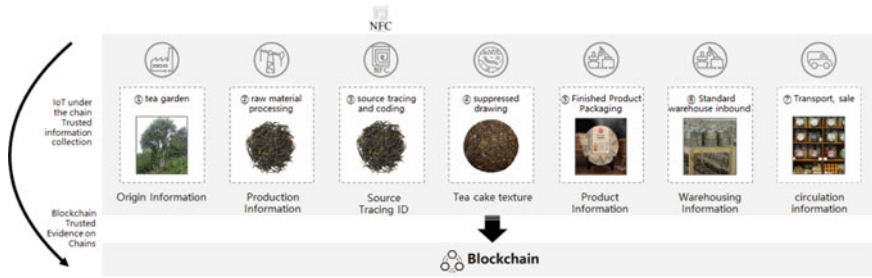 NFC
NFC
IoT under
the chain
Trusted
information
collection
① tea garden
② raw material
processing
③ source tracing
and coding
④ suppressed
drawing
⑤ Finished Product
Packaging
⑥ Standard
warehouse inbound
⑦ Transport, sale
Origin Information
Production
Information
Source
Tracing ID
Tea cake texture
Product
Information
Warehousing
Information
circulation
information
Blockchain
Trusted
Evidence on
Chains
Blockchain